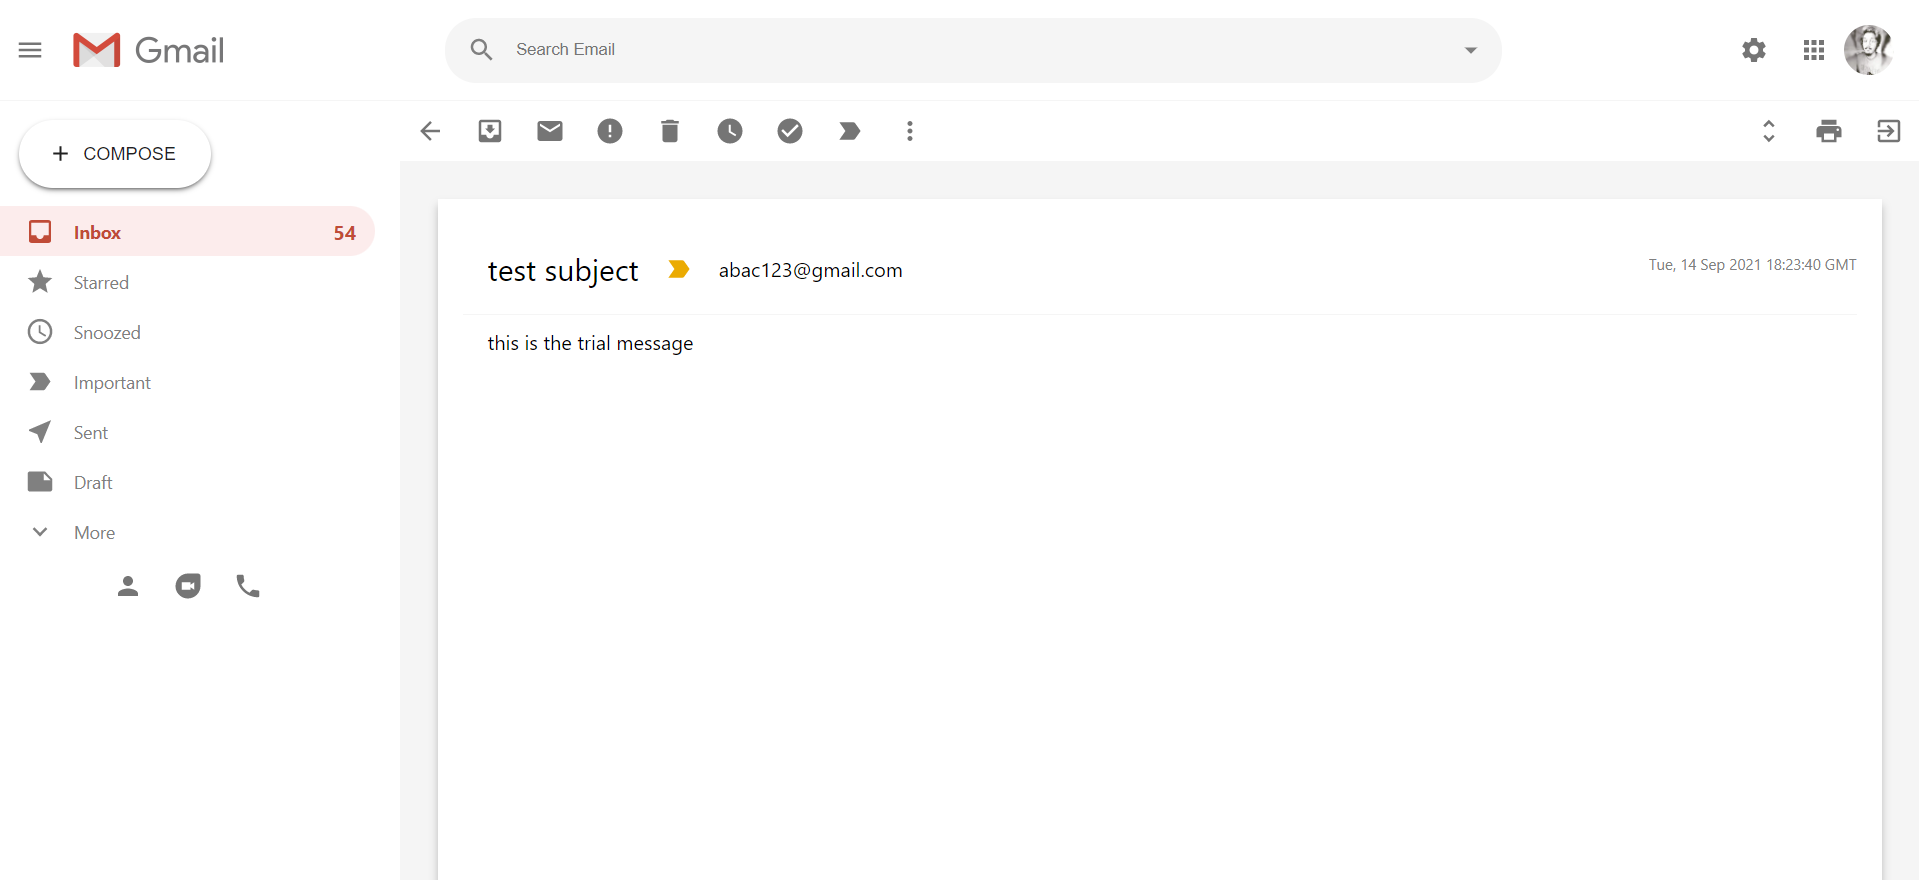 Gmail
Search Email
COMPOSE
Inbox 54
Starred
Snoozed
Important
Sent
Draft
More
test subject abac123@gmail.com Tue, 14 Sep 2021 18:23:40 GMT
this is the trial message